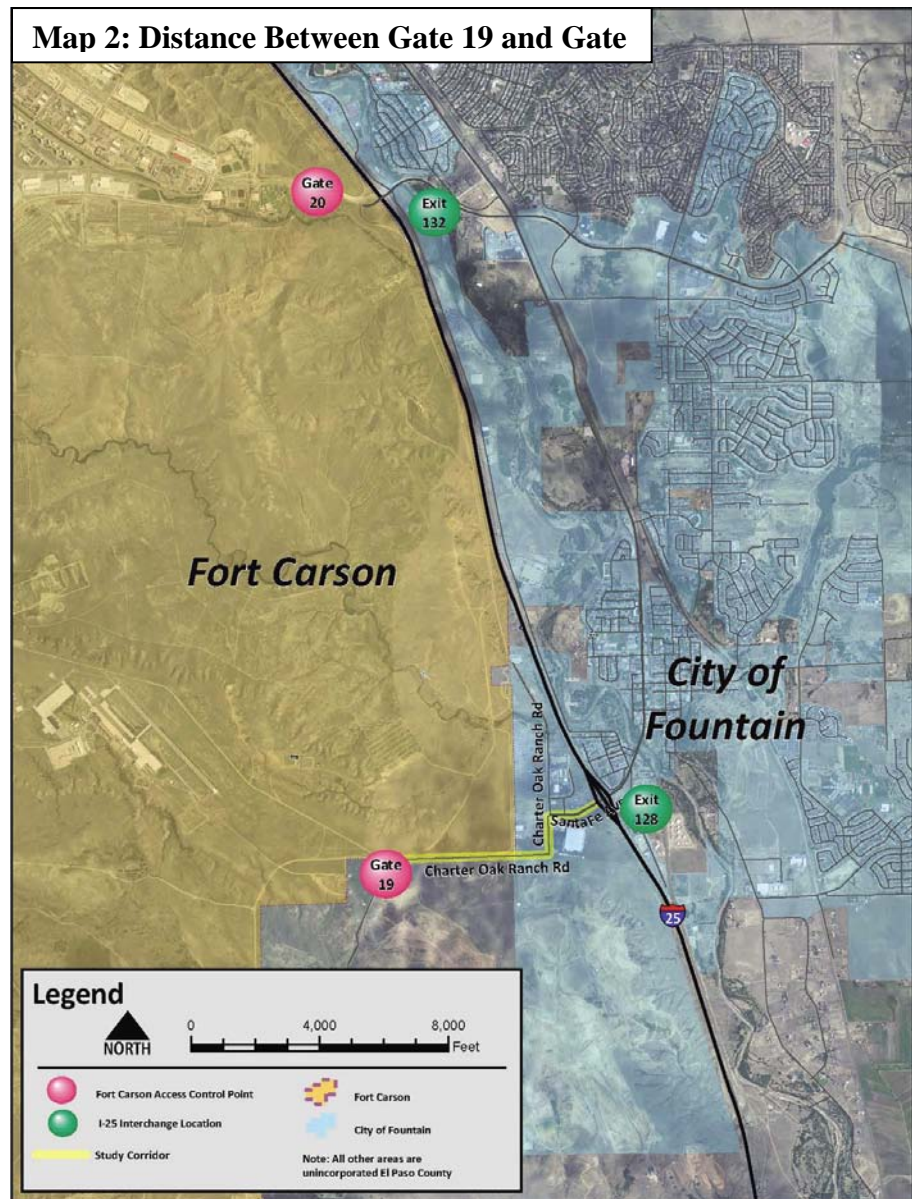 Map 2: Distance Between Gate 19 and Gate
Gate
20
Exit
132
Fort Carson
City of
Fountain
Charter Oak Ranch Rd
SantaFe
Exit
128
Gate
19
Charter Oak Ranch Rd
25
Legend
NORTH
0 4,000 8,000
Feet
Fort Carson Access Control Point
Fort Carson
I-25 Interchange Location
City of Fountain
Study Corridor
Note: All other areas are
unincorporated El Paso County